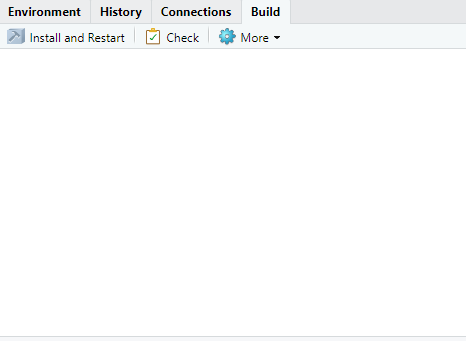 Environment History Connections Build
Install and Restart Check More